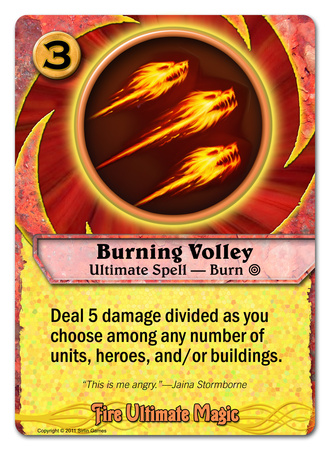 3
Burning Volley
Ultimate Spell — Burn
Deal 5 damage divided as you
choose among any number of
units, heroes, and/or buildings.
“This is me angry.”—Jaina Stormborne
Fire Ultimate Magic
Copyright © 2011 Sirlin Games